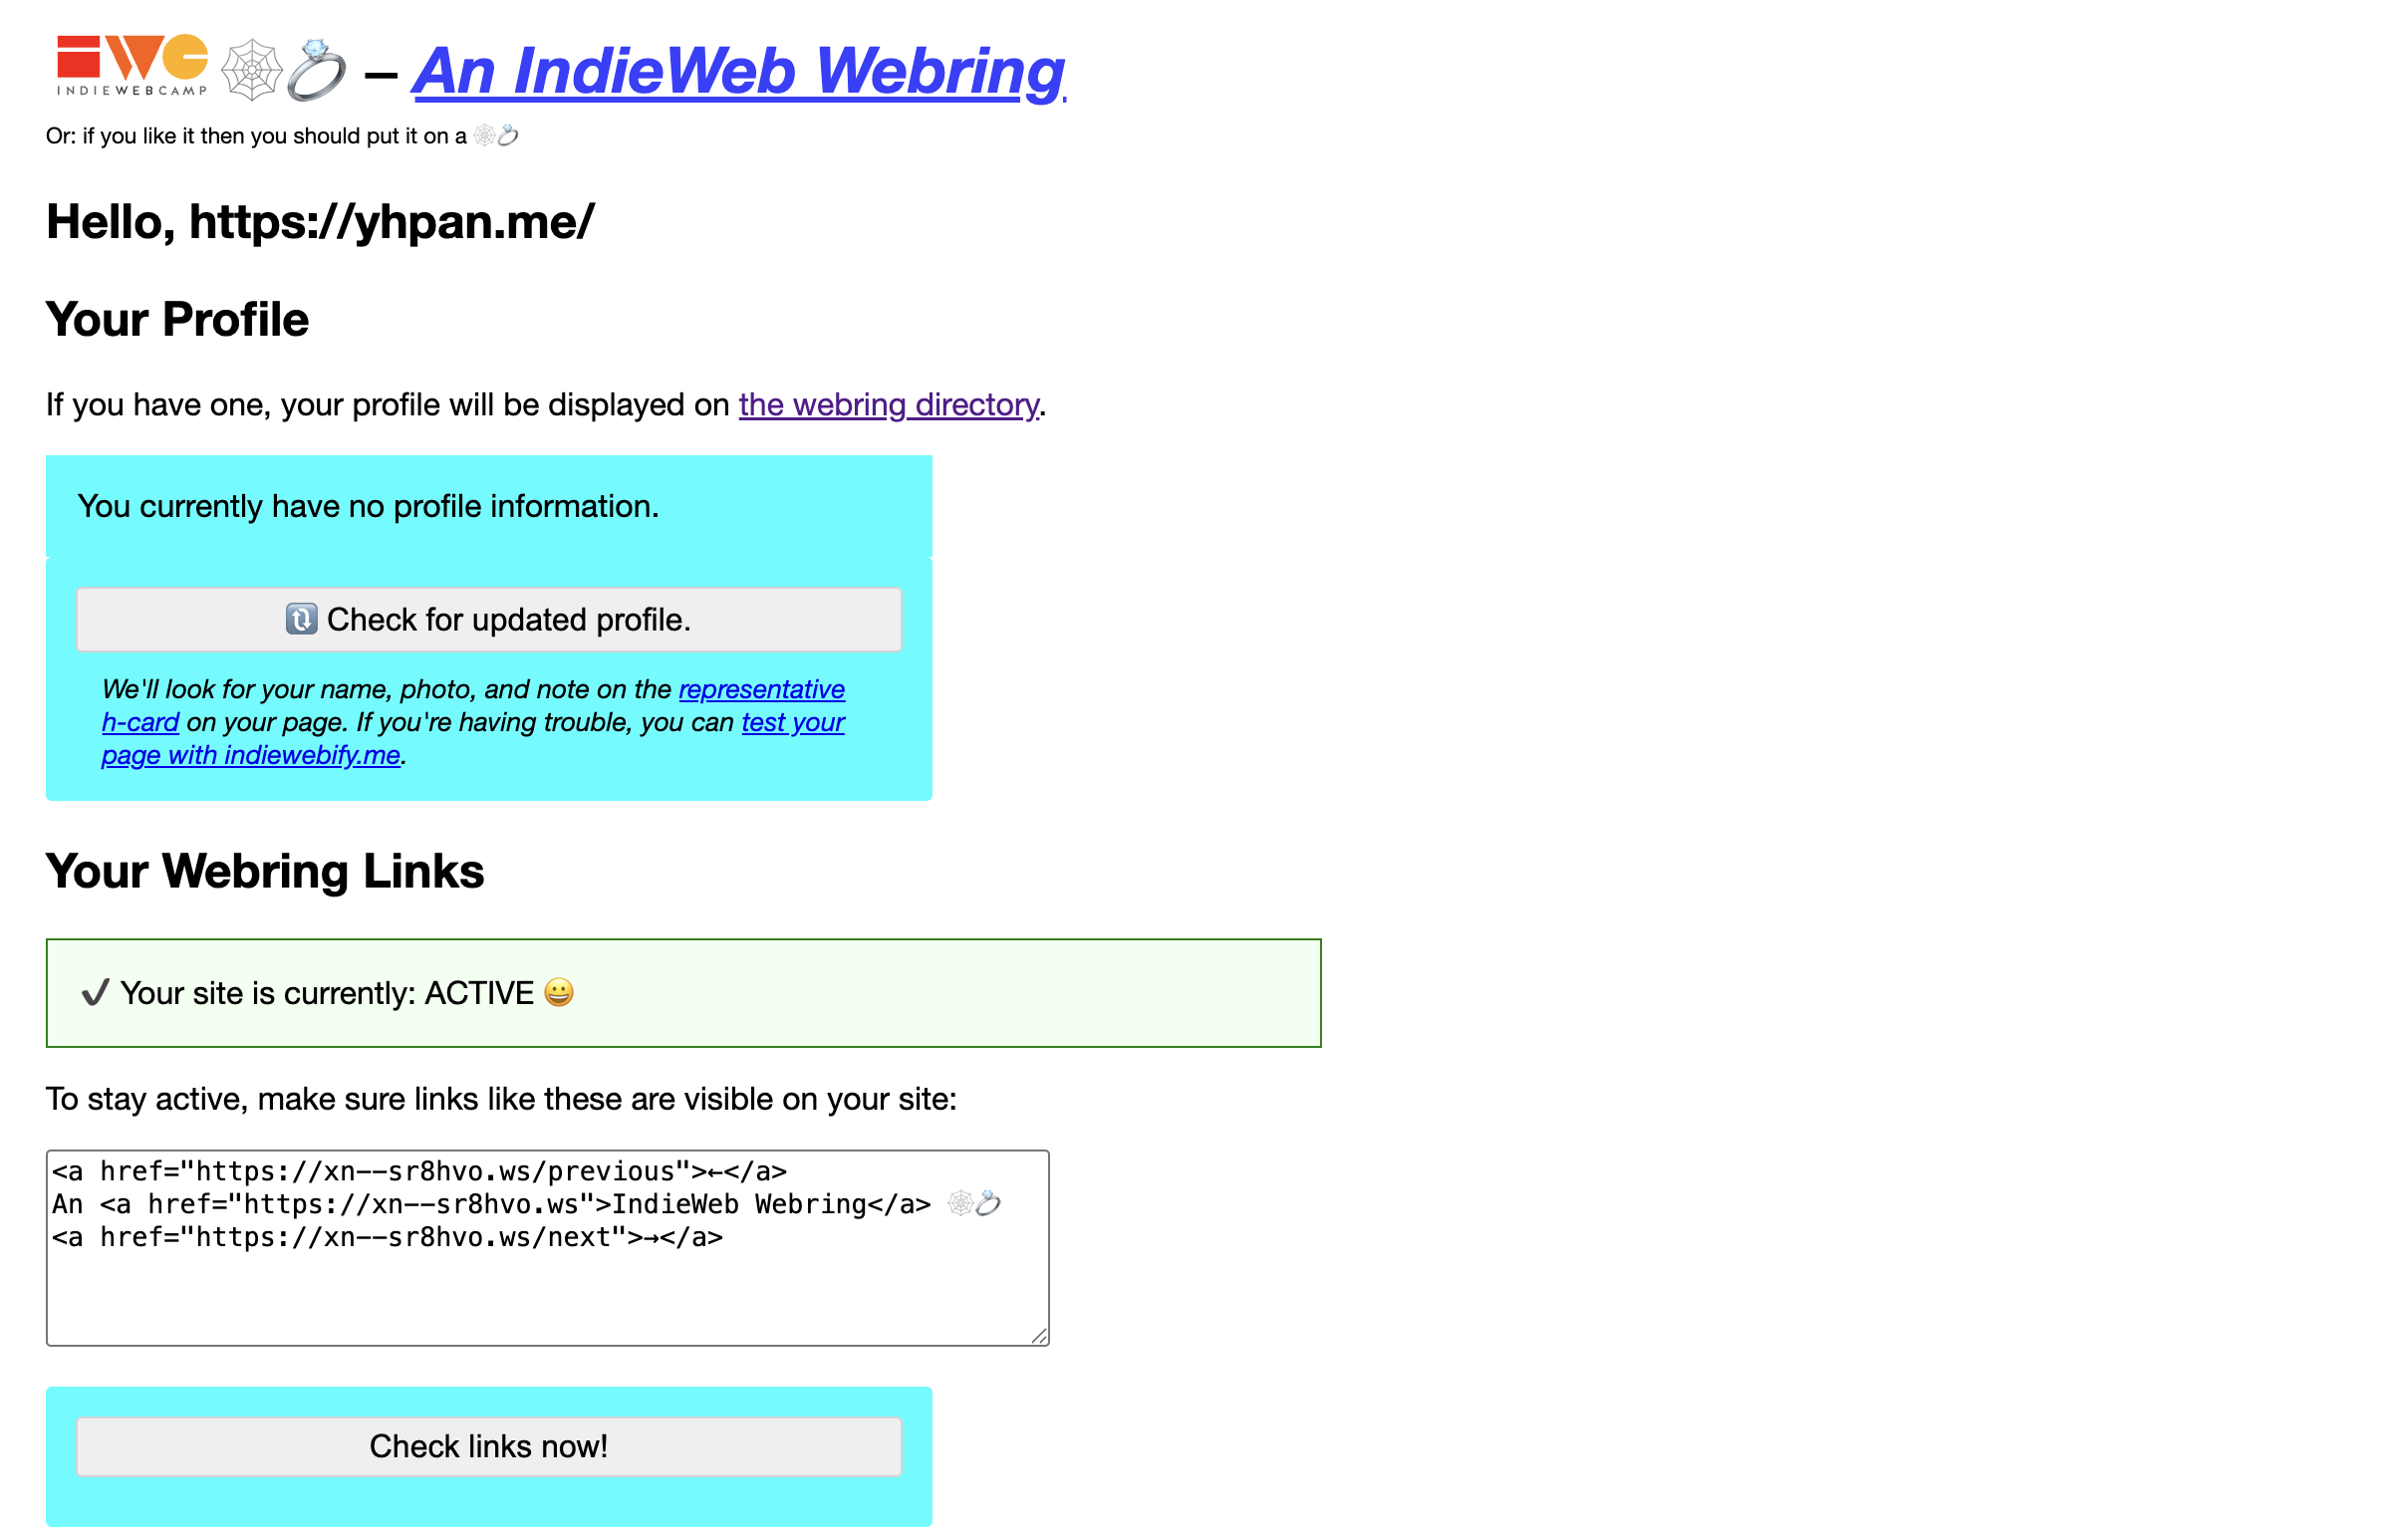 INDIEWEBCAMP 🕸💍 – An IndieWeb Webring
Or: if you like it then you should put it on a 🕸💍
Hello, https://yhpan.me/
Your Profile
If you have one, your profile will be displayed on the webring directory.
You currently have no profile information.
🔃 Check for updated profile.
We'll look for your name, photo, and note on the representative
h-card on your page. If you're having trouble, you can test your
page with indiewebify.me.
Your Webring Links
✔ Your site is currently: ACTIVE 😀
To stay active, make sure links like these are visible on your site:
<a href="https://xn--sr8hvo.ws/previous">←</a>
An <a href="https://xn--sr8hvo.ws">IndieWeb Webring</a> 🕸💍
<a href="https://xn--sr8hvo.ws/next">→</a>
Check links now!